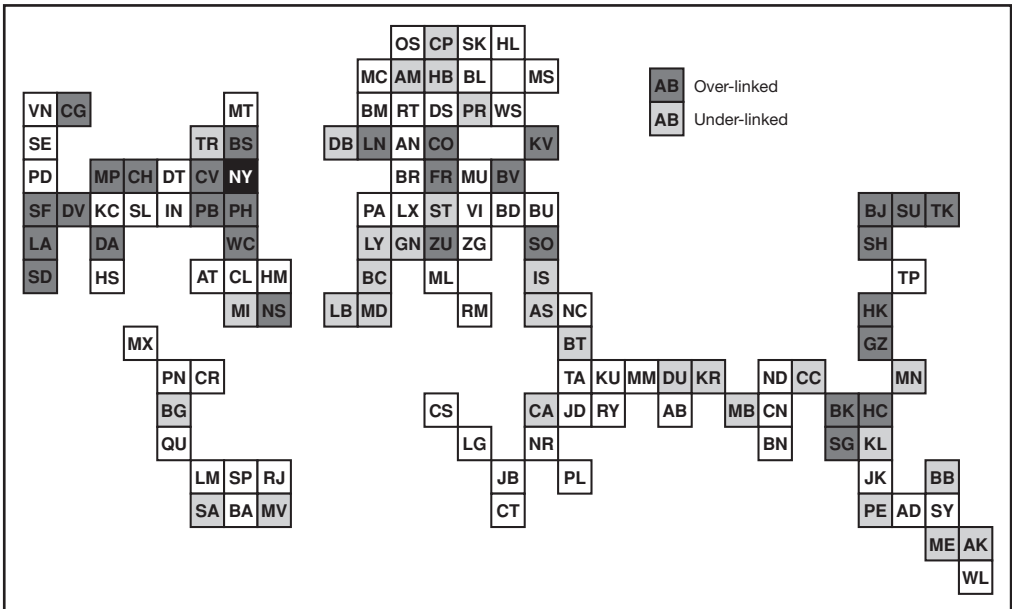 OS CP SK HL
MC AM HB BL MS
AB Over-linked
VN CG MT BM RT DS PR WS
AB Under-linked
SE TR BS DB LN AN CO KV
PD MP CH DT CV NY BR FR MU BV
SF DV KC SL IN PB PH PA LX ST VI BD BU BJ SU TK
LA DA WC LY GN ZU ZG SO SH
SD HS AT CL HM BC ML IS TP
MI NS LB MD RM AS NC HK
MX BT GZ
PN CR TA KU MM DU KR ND CC MN
BG CS CA JD RY AB MB CN BK HC
QU LG NR BN SG KL
LM SP RJ JB PL JK BB
SA BA MV CT PE AD SY
ME AK
WL